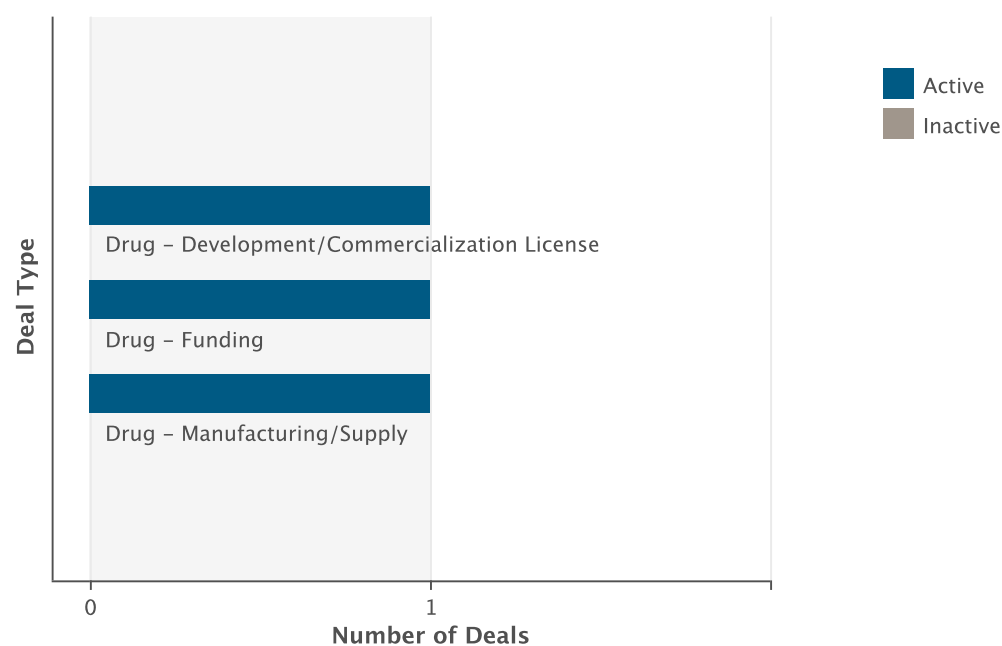 Active
Inactive
Drug – Development/Commercialization License
Drug – Funding
Drug – Manufacturing/Supply
Deal Type
0
1
Number of Deals